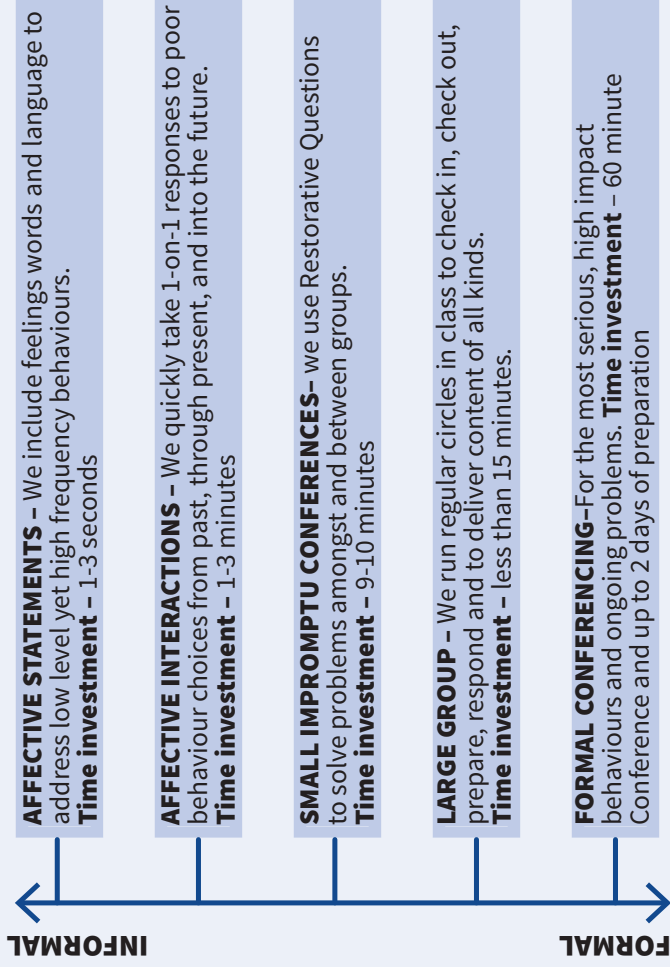 INFORMAL
AFFECTIVE STATEMENTS – We include feelings words and language to
address low level yet high frequency behaviours.
Time investment – 1-3 seconds
AFFECTIVE INTERACTIONS – We quickly take 1-on-1 responses to poor
behaviour choices from past, through present, and into the future.
Time investment – 1-3 minutes
SMALL IMPROMPTU CONFERENCES– we use Restorative Questions
to solve problems amongst and between groups.
Time investment – 9-10 minutes
LARGE GROUP – We run regular circles in class to check in, check out,
prepare, respond and to deliver content of all kinds.
Time investment – less than 15 minutes.
FORMAL CONFERENCING–For the most serious, high impact
behaviours and ongoing problems. Time investment – 60 minute
Conference and up to 2 days of preparation
FORMAL